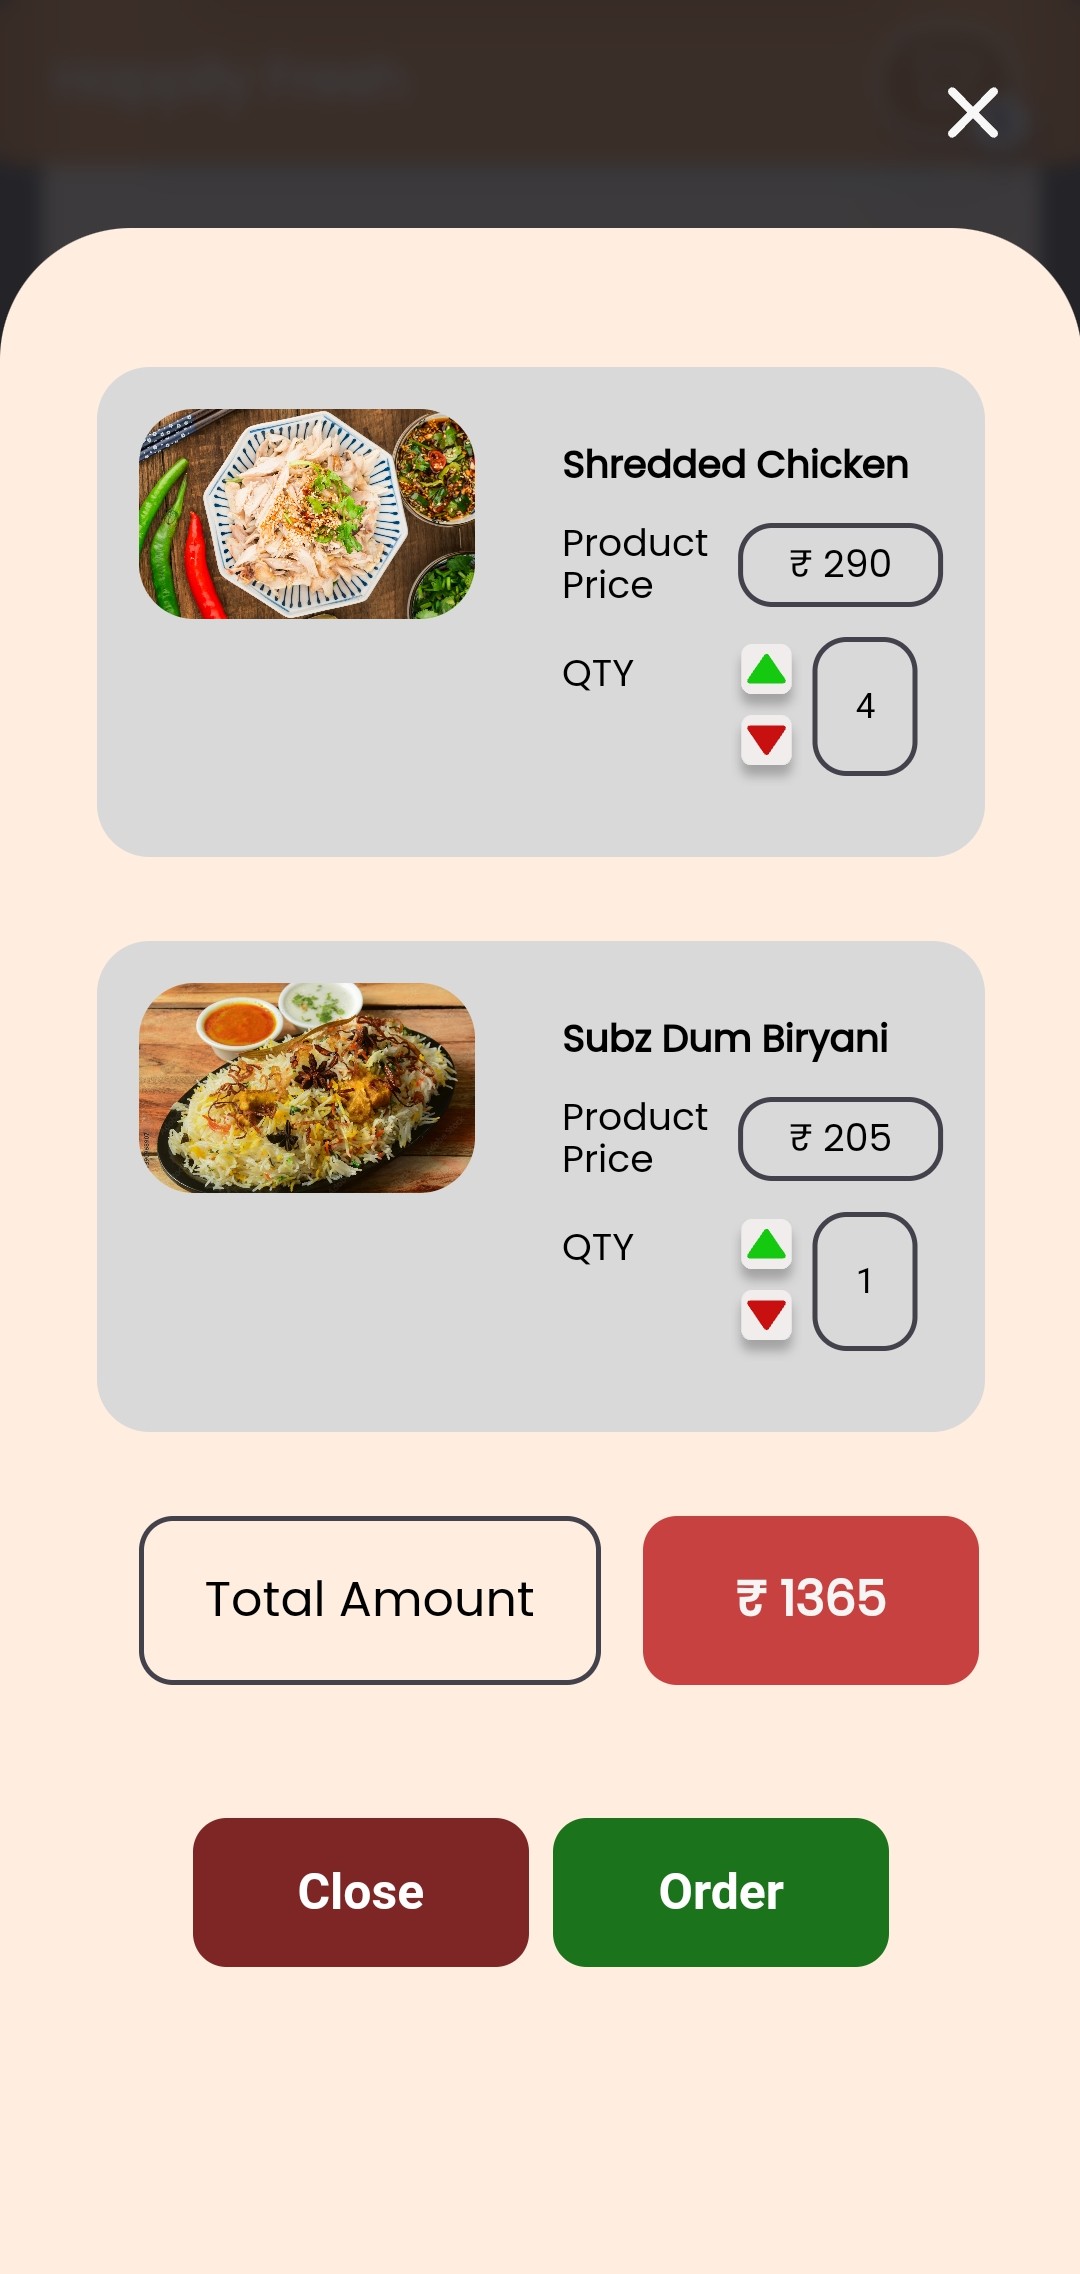 Shredded Chicken
Product
Price
₹ 290
QTY
4
Subz Dum Biryani
Product
Price
₹ 205
QTY
1
Total Amount
₹ 1365
Close
Order